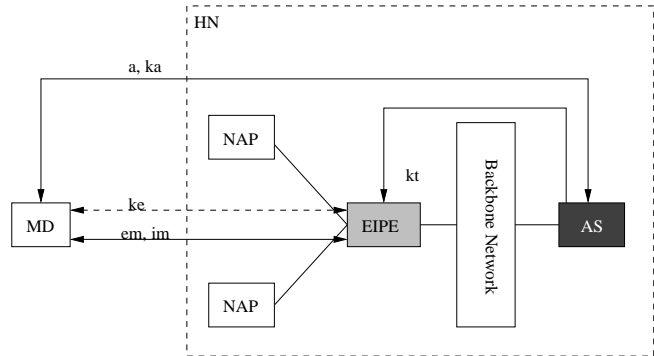 HN
a, ka
NAP
kt
Backbone Network
ke
MD
EIPE
AS
em, im
NAP